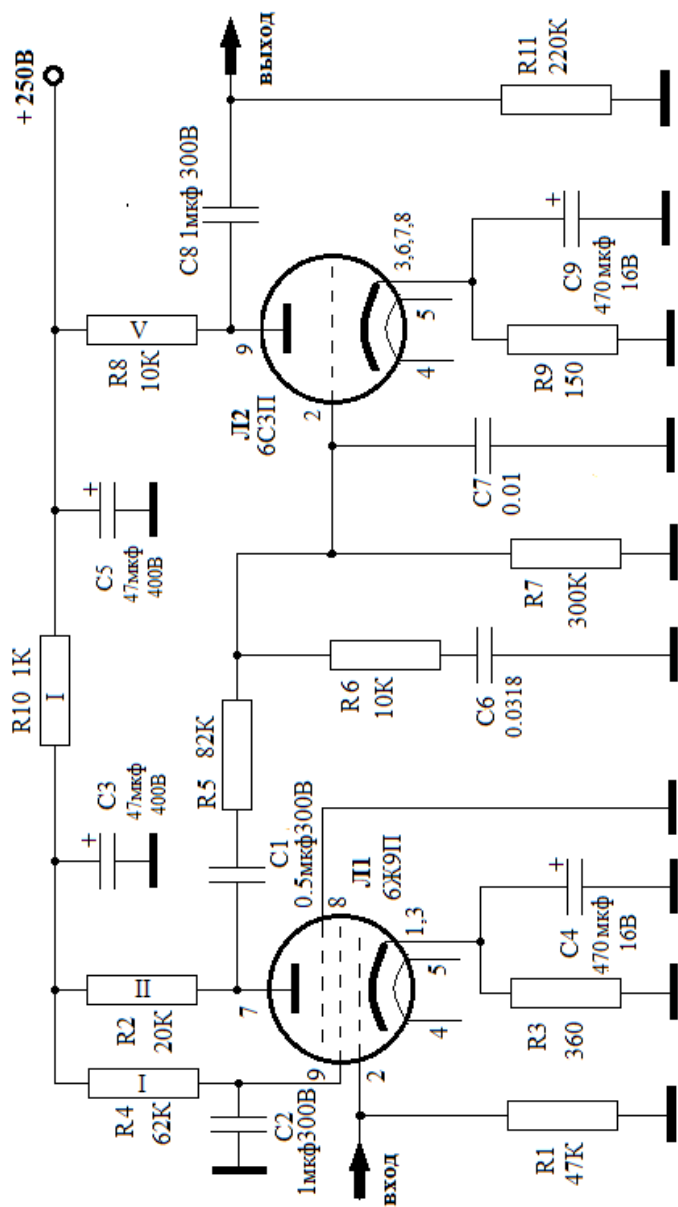 +250В
R10 1К
I
R4
62К
I
R2
20К
II
C3
47мкф
400В
+
C5
47мкф
400В
+
R8
10К
V
C8 1мкф 300В
выход
R11
220К
C2
1мкф300В
вход
R1
47К
7
9
2
8
1,3
4
5
Л1
6Ж9П
C1
0.5мкф300В
R5 82К
R3
360
C4
470мкф
16В
+
R6
10К
C6
0.0318
R7
300К
C7
0.01
Л2
6С3П
9
2
3,6,7,8
4
5
R9
150
C9
470мкф
16В
+